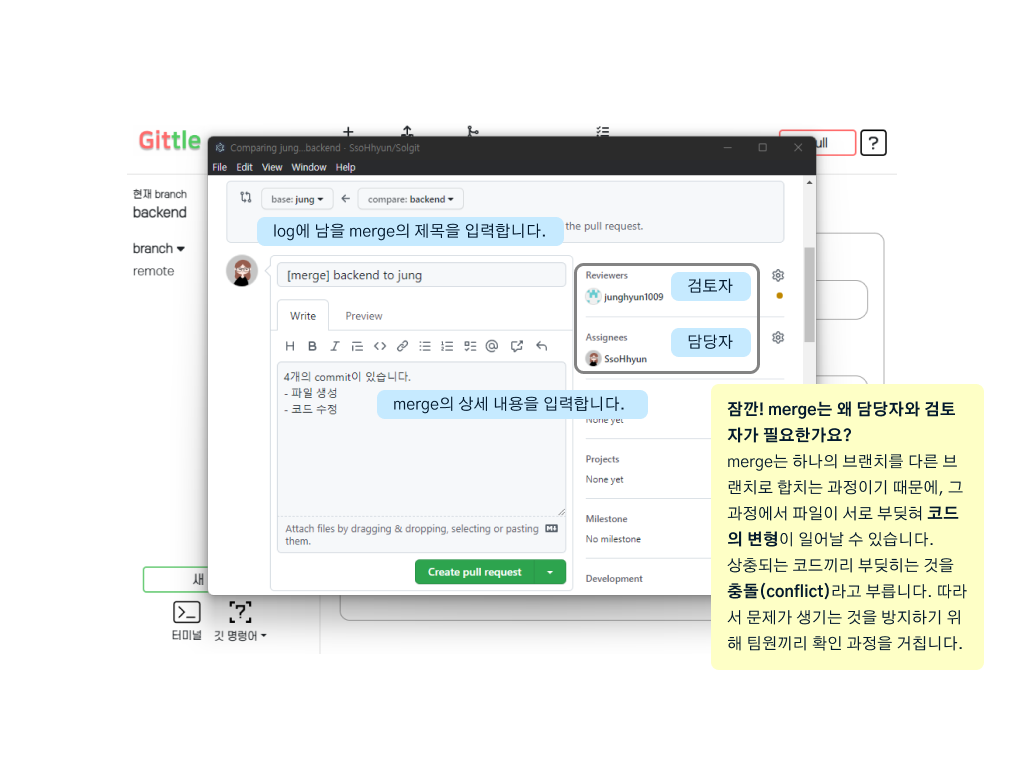 Gittle
ull
?
Comparing jung...backend · SsoHhyun/Solgit
File Edit View Window Help
현재 branch
backend
branch
remote
base: jung
compare: backend
log에 남을 merge의 제목을 입력합니다.
the pull request.
[merge] backend to jung
Write Preview
4개의 commit이 있습니다.
- 파일 생성
- 코드 수정
merge의 상세 내용을 입력합니다.
Attach files by dragging & dropping, selecting or pasting
them.
Create pull request
Reviewers
junghyun1009
검토자
Assignees
SsoHhyun
담당자
None yet
Projects
None yet
Milestone
No milestone
Development
새
터미널
깃 명령어
잠깐! merge는 왜 담당자와 검토
자가 필요한가요?
merge는 하나의 브랜치를 다른 브
랜치로 합치는 과정이기 때문에, 그
과정에서 파일이 서로 부딪혀 코드
의 변형이 일어날 수 있습니다.
상충되는 코드끼리 부딪히는 것을
충돌(conflict)라고 부릅니다. 따라
서 문제가 생기는 것을 방지하기 위
해 팀원끼리 확인 과정을 거칩니다.